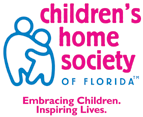 children's
home
society
OF FLORIDA™
Embracing Children.
Inspiring Lives.